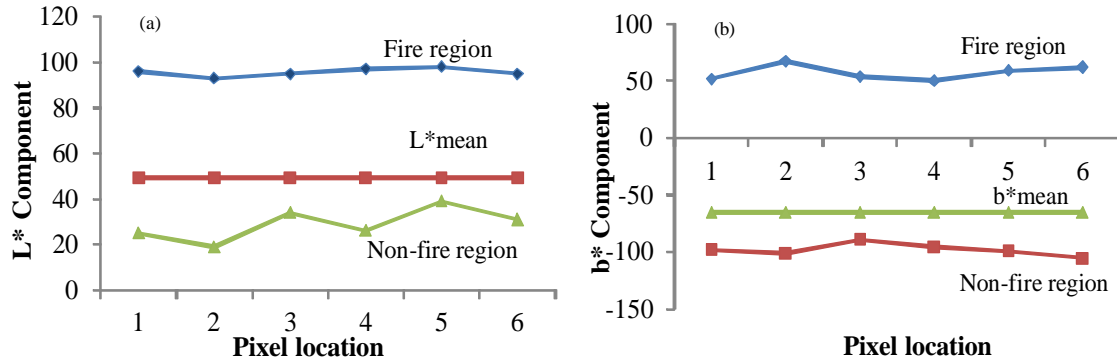 (a)
120
100
80
60
40
20
0
L* Component
Fire region
L*mean
Non-fire region
1 2 3 4 5 6
Pixel location
(b)
100
50
0
-50
-100
-150
b* Component
Fire region
1 2 3 4 5 6
b*mean
Non-fire region
Pixel location